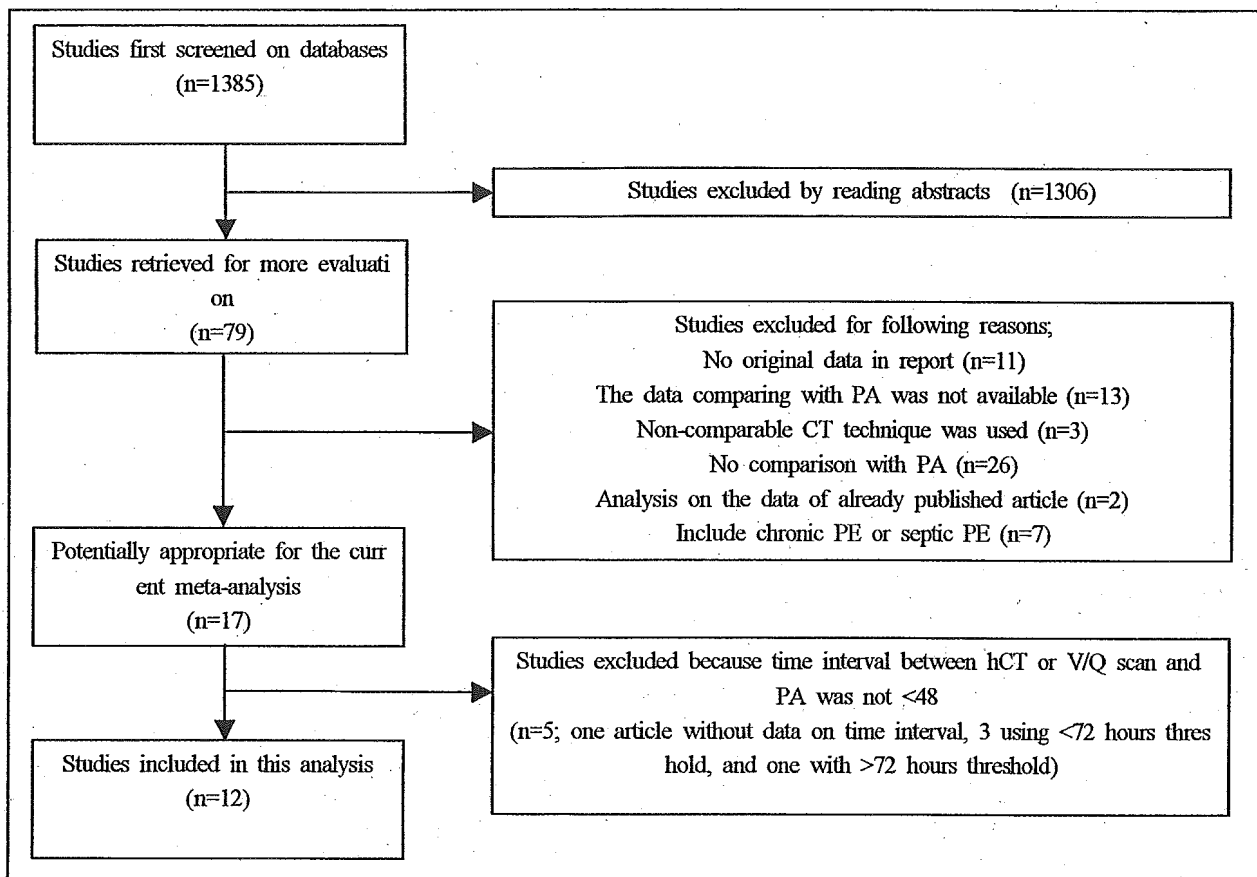 Studies first screened on databases
(n=1385)
Studies excluded by reading abstracts (n=1306)
Studies retrieved for more evaluati
on
(n=79)
Studies excluded for following reasons;
No original data in report (n=11)
The data comparing with PA was not available (n=13)
Non-comparable CT technique was used (n=3)
No comparison with PA (n=26)
Analysis on the data of already published article (n=2)
Include chronic PE or septic PE (n=7)
Potentially appropriate for the curr
ent meta-analysis
(n=17)
Studies excluded because time interval between hCT or V/Q scan and
PA was not <48
(n=5; one article without data on time interval, 3 using <72 hours thres
hold, and one with >72 hours threshold)
Studies included in this analysis
(n=12)